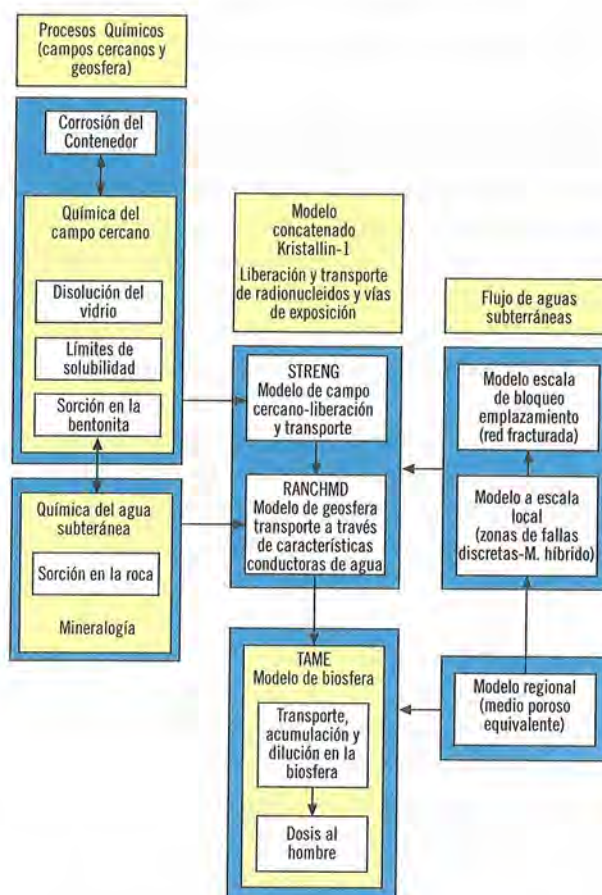 Procesos Químicos
(campos cercanos y
geosfera)
Corrosión del
Contenedor
Química del
campo cercano
Disolución del
vidrio
Límites de
solubilidad
Sorción en la
bentonita
Química del agua
subteránea
Sorción en la roca
Mineralogía
Modelo
concatenado
Kristallin-1
Liberación y transporte
de radionucleidos y vías
de exposición
STRENG
Modelo de campo
cercano-liberación
y transporte
RANCHMD
Modelo de geosfera
transporte a través
de características
conductoras de agua
TAME
Modelo de biosfera
Transporte,
acumulación y
dilución en la
biosfera
Dosis al
hombre
Flujo de aguas
subterráneas
Modelo escala
de bloqueo
emplazamiento
(red fracturada)
Modelo a escala
local
(zonas de fallas
discretas-M. híbrido)
Modelo regional
(medio poroso
equivalente)